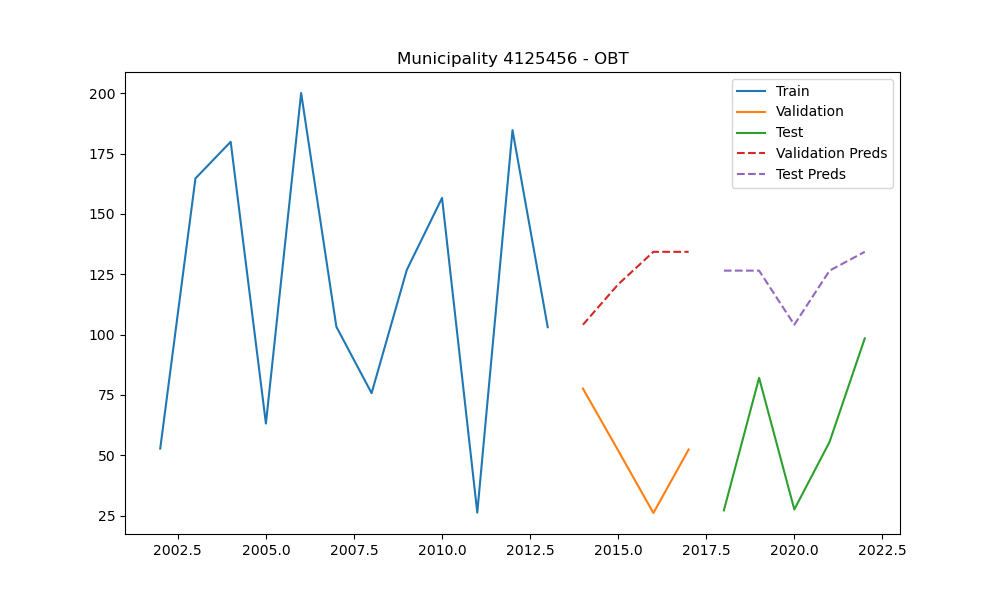 Municipality 4125456 - OBT
Train
Validation
Test
Validation Preds
Test Preds
200
175
150
125
100
75
50
25
2002.5 2005.0 2007.5 2010.0 2012.5 2015.0 2017.5 2020.0 2022.5